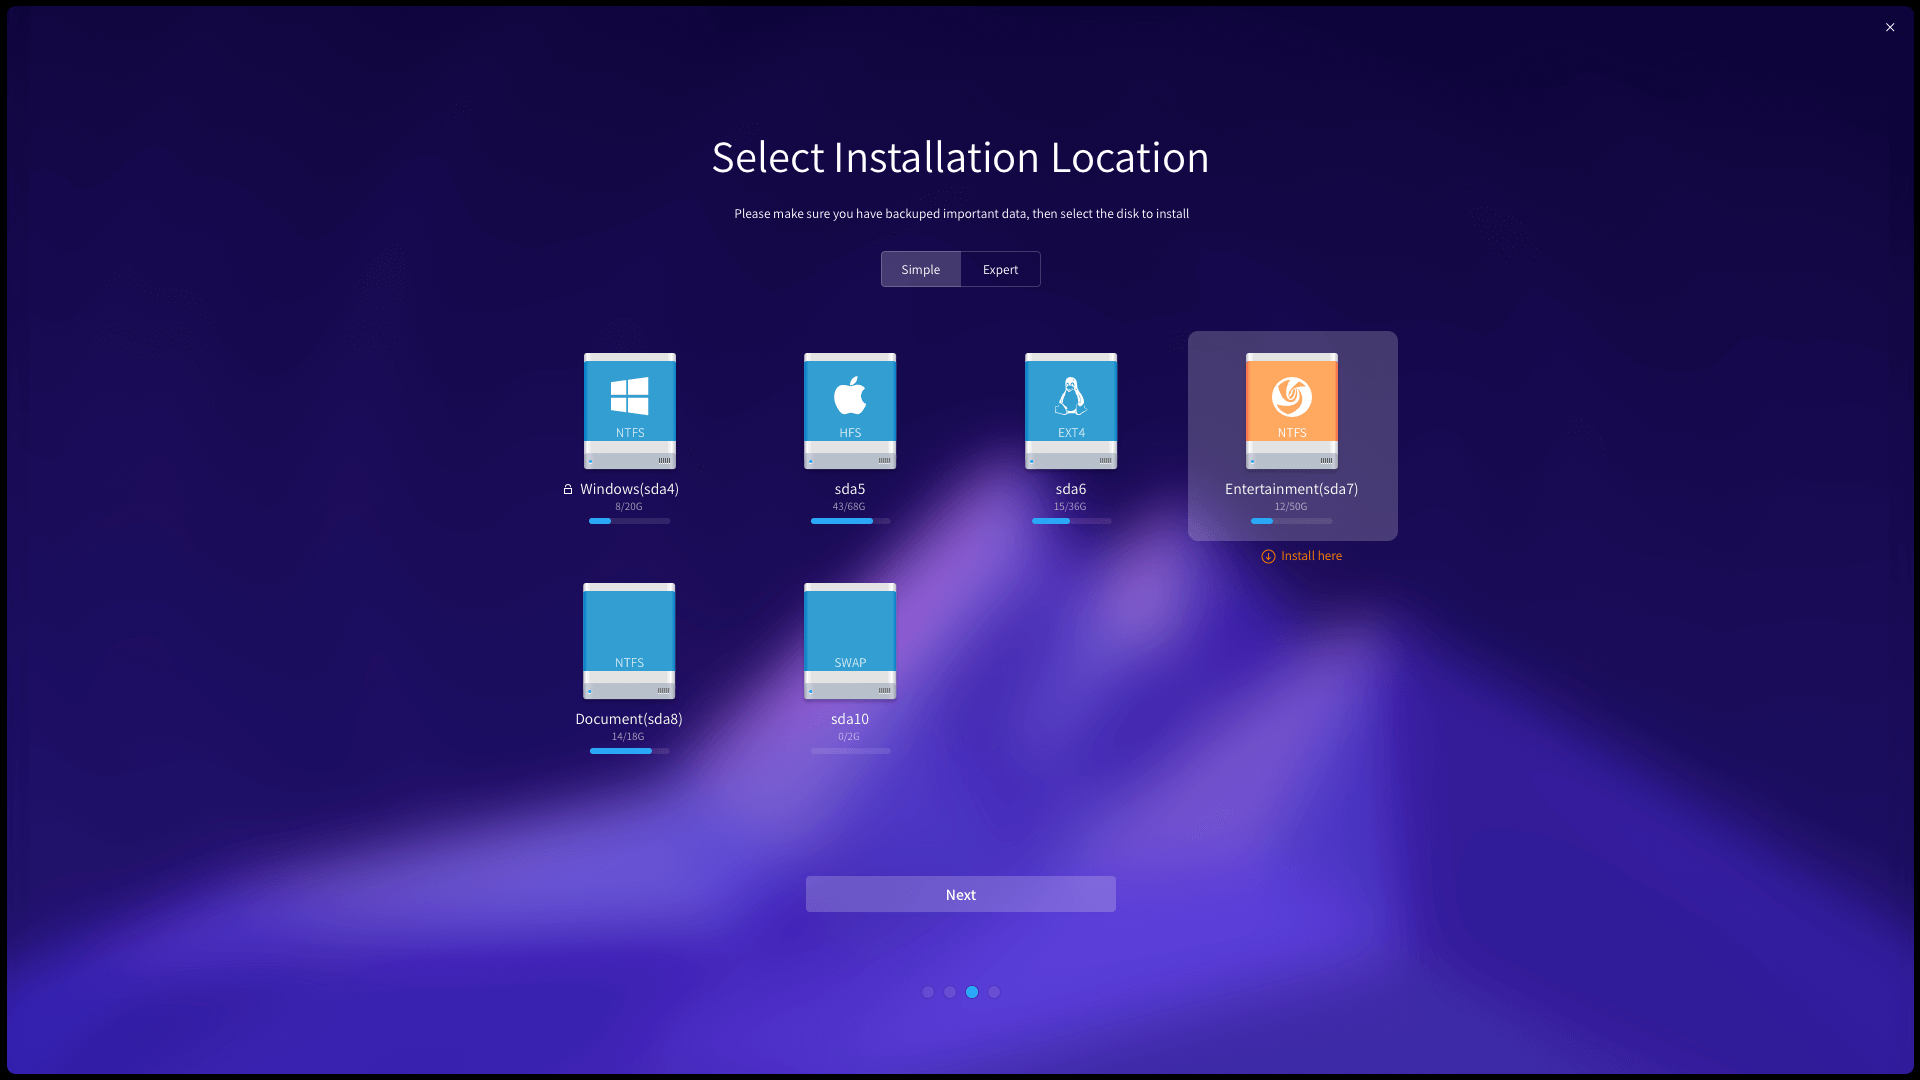 Select Installation Location
Please make sure you have backuped important data, then select the disk to install
Simple
Expert
NTFS
Windows(sda4)
8/20G
HFS
sda5
43/68G
EXT4
sda6
15/36G
NTFS
Entertainment(sda7)
12/50G
Install here
NTFS
Document(sda8)
14/18G
SWAP
sda10
0/2G
Next